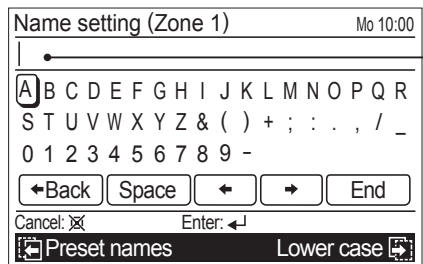 Name setting (Zone 1) Mo 10:00
A B C D E F G H I J K L M N O P Q R
S T U V W X Y Z & ( ) + ; : . , / _
0 1 2 3 4 5 6 7 8 9 -
←Back Space ← → End
Cancel: Enter: ↵
Preset names Lower case